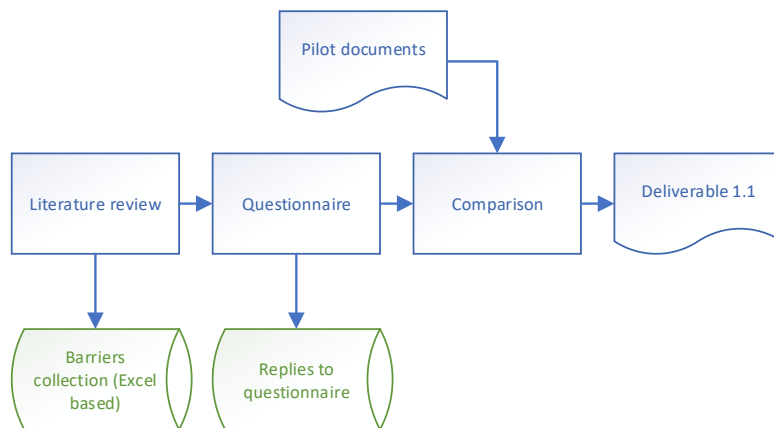 Pilot documents
Literature review
Questionnaire
Comparison
Deliverable 1.1
Barriers
collection (Excel
based)
Replies to
questionnaire